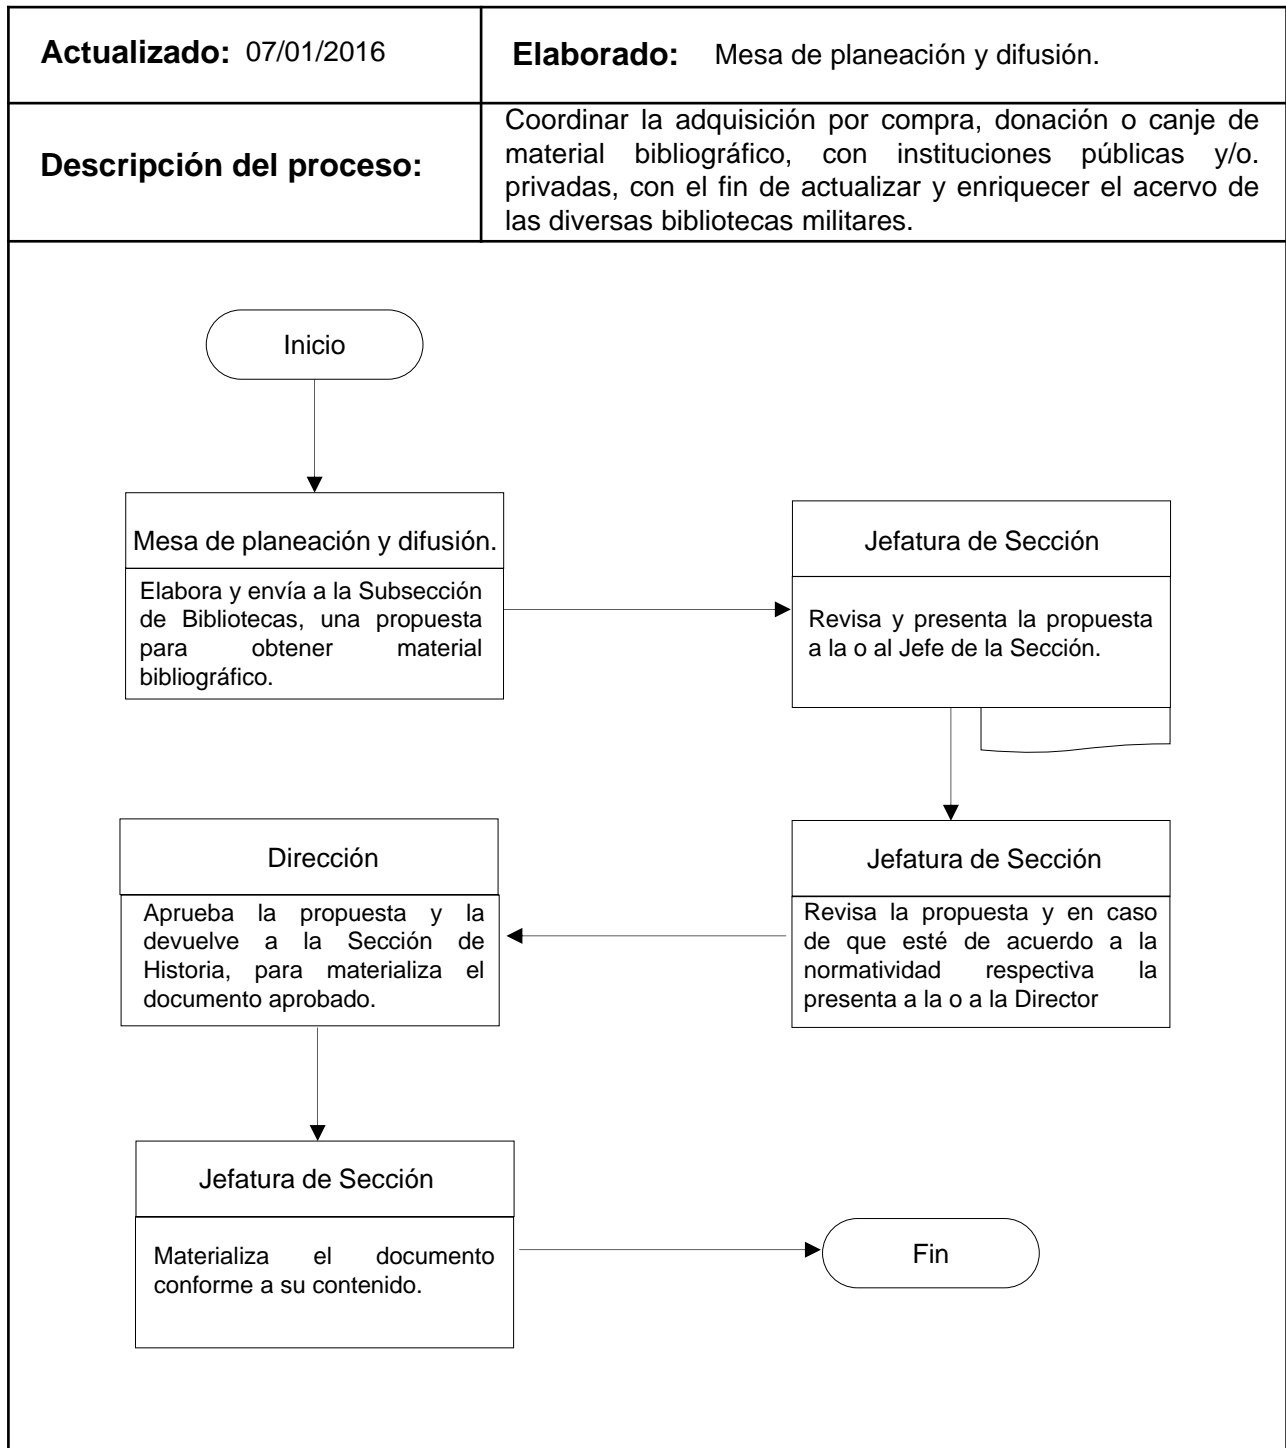 Actualizado: 07/01/2016
Elaborado: Mesa de planeación y difusión.
Descripción del proceso:
Coordinar la adquisición por compra, donación o canje de
material bibliográfico, con instituciones públicas y/o.
privadas, con el fin de actualizar y enriquecer el acervo de
las diversas bibliotecas militares.
Inicio
Mesa de planeación y difusión.
Elabora y envía a la Subsección
de Bibliotecas, una propuesta
para obtener material
bibliográfico.
Jefatura de Sección
Revisa y presenta la propuesta
a la o al Jefe de la Sección.
Jefatura de Sección
Revisa la propuesta y en caso
de que esté de acuerdo a la
normatividad respectiva la
presenta a la o a la Director
Dirección
Aprueba la propuesta y la
devuelve a la Sección de
Historia, para materializa el
documento aprobado.
Jefatura de Sección
Materializa el documento
conforme a su contenido.
Fin